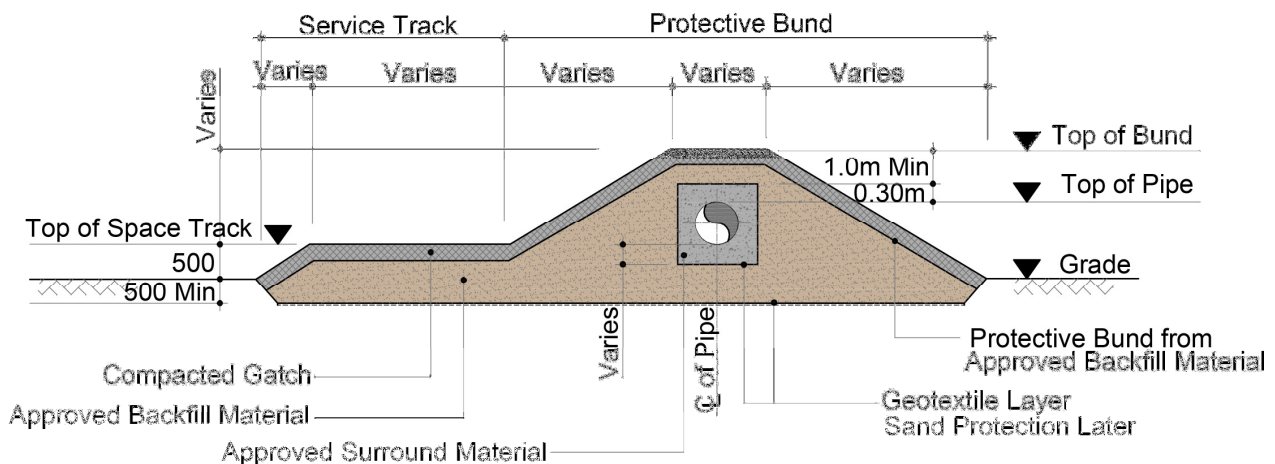 Service Track
Protective Bund
Varies
Varies
Varies
Varies
Varies
Varies
Top of Bund
1.0m Min
Top of Pipe
0.30m
Top of Space Track
500
Grade
500 Min
Varies
℄ of Pipe
Protective Bund from
Approved Backfill Material
Compacted Gatch
Geotextile Layer
Approved Backfill Material
Sand Protection Later
Approved Surround Material